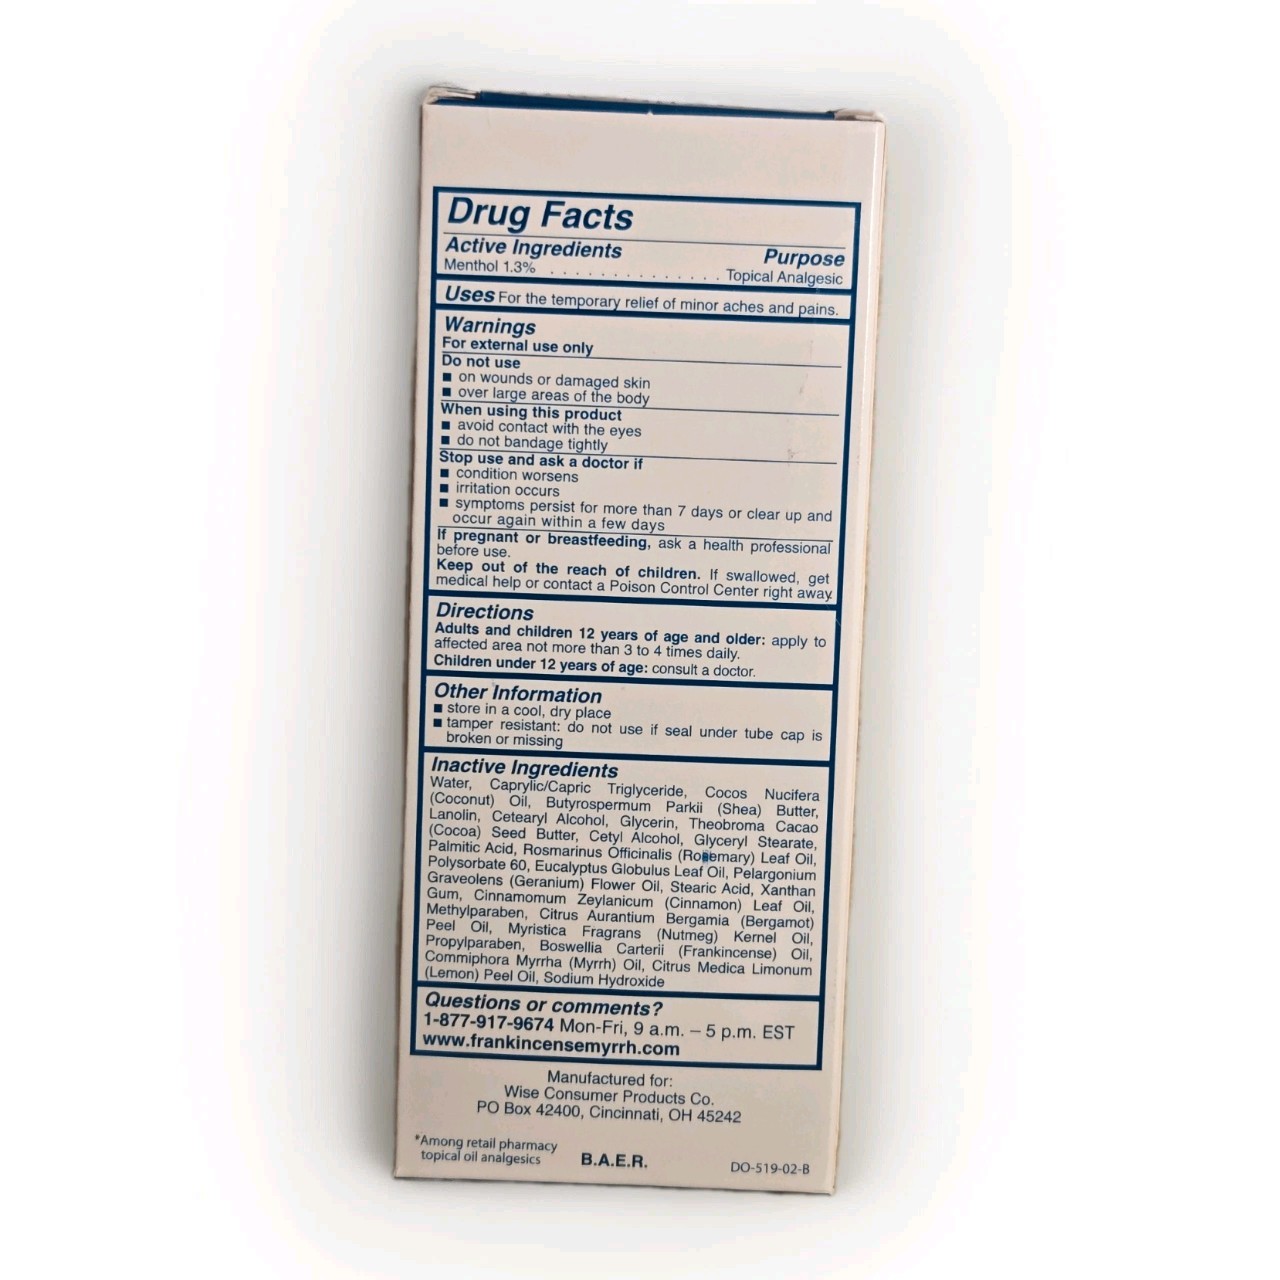 Drug Facts
Active Ingredients Purpose
Menthol 1.3% . . . . . . . . . . . . . . Topical Analgesic
Uses For the temporary relief of minor aches and pains.
Warnings
For external use only
Do not use
■ on wounds or damaged skin
■ over large areas of the body
When using this product
■ avoid contact with the eyes
■ do not bandage tightly
Stop use and ask a doctor if
■ condition worsens
■ irritation occurs
■ symptoms persist for more than 7 days or clear up and
occur again within a few days
If pregnant or breastfeeding, ask a health professional
before use.
Keep out of the reach of children. If swallowed, get
medical help or contact a Poison Control Center right away.
Directions
Adults and children 12 years of age and older: apply to
affected area not more than 3 to 4 times daily.
Children under 12 years of age: consult a doctor.
Other Information
■ store in a cool, dry place
■ tamper resistant: do not use if seal under tube cap is
broken or missing
Inactive Ingredients
Water, Caprylic/Capric Triglyceride, Cocos Nucifera
(Coconut) Oil, Butyrospermum Parkii (Shea) Butter,
Lanolin, Cetearyl Alcohol, Glycerin, Theobroma Cacao
(Cocoa) Seed Butter, Cetyl Alcohol, Glyceryl Stearate,
Palmitic Acid, Rosmarinus Officinalis (Rosemary) Leaf Oil,
Polysorbate 60, Eucalyptus Globulus Leaf Oil, Pelargonium
Graveolens (Geranium) Flower Oil, Stearic Acid, Xanthan
Gum, Cinnamomum Zeylanicum (Cinnamon) Leaf Oil,
Methylparaben, Citrus Aurantium Bergamia (Bergamot)
Peel Oil, Myristica Fragrans (Nutmeg) Kernel Oil,
Propylparaben, Boswellia Carterii (Frankincense) Oil,
Commiphora Myrrha (Myrrh) Oil, Citrus Medica Limonum
(Lemon) Peel Oil, Sodium Hydroxide
Questions or comments?
1-877-917-9674 Mon-Fri, 9 a.m. – 5 p.m. EST
www.frankincensemyrrh.com
Manufactured for:
Wise Consumer Products Co.
PO Box 42400, Cincinnati, OH 45242
*Among retail pharmacy
topical oil analgesics
B.A.E.R.
DO-519-02-B